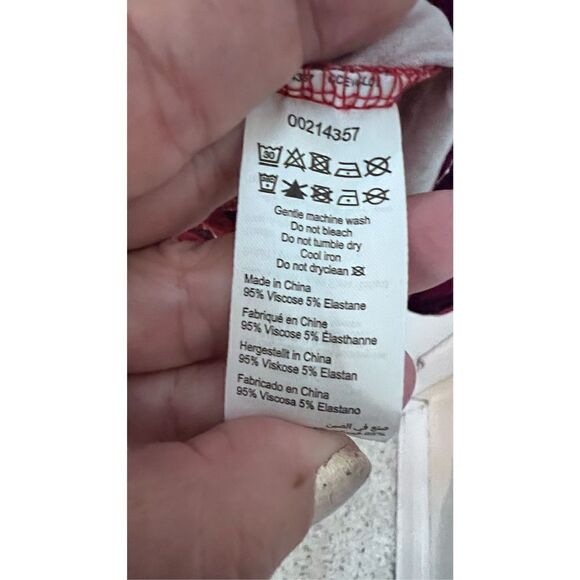 00214357
30
Gentle machine wash
Do not bleach
Do not tumble dry
Cool iron
Do not dryclean
Made in China
95% Viscose 5% Elastane
Fabriqué en Chine
95% Viscose 5% Élasthanne
Hergestellt in China
95% Viskose 5% Elastan
Fabricado en China
95% Viscosa 5% Elastano
صنع في الصين